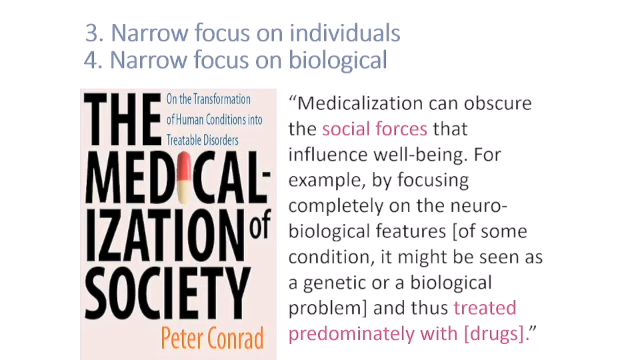 3. Narrow focus on individuals
4. Narrow focus on biological
THE
On the Transformation
of Human Conditions into
Treatable Disorders
MEDICAL-
IZATION of
SOCIETY
Peter Conrad
“Medicalization can obscure
the social forces that
influence well-being. For
example, by focusing
completely on the neuro-
biological features [of some
condition, it might be seen as
a genetic or a biological
problem] and thus treated
predominately with [drugs].”